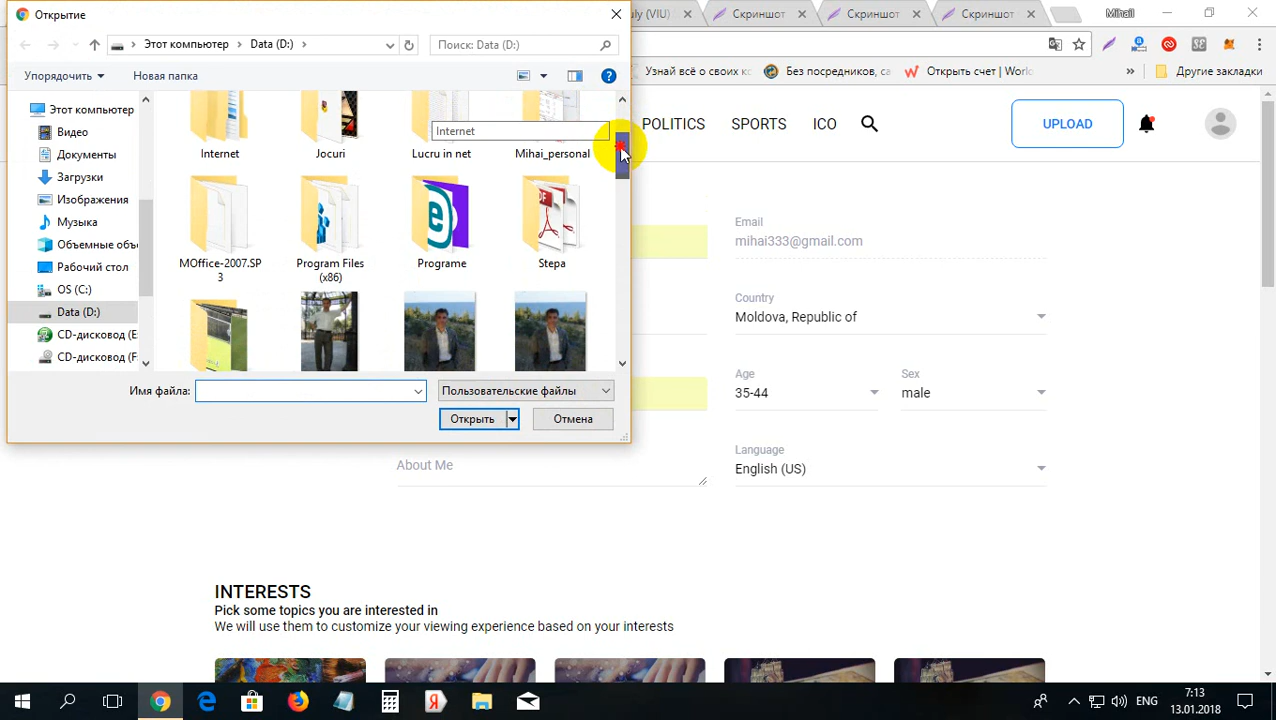 Открытие
uly (VIU)
Скриншот
Скриншот
Скриншот
Mihail
Этот компьютер
Data (D:)
Поиск: Data (D:)
Узнай всё о своих кс
Без посредников, са
Открыть счет | Worl
Другие закладки
Упорядочить
Новая папка
Этот компьютер
Видео
Документы
Загрузки
Изображения
Музыка
Объемные объ
Рабочий стол
OS (C:)
Data (D:)
CD-дисковод (E
CD-дисковод (F
Internet
Internet
Jocuri
Lucru in net
Mihai_personal
MOffice-2007.SP
3
Program Files
(x86)
Programe
Stepa
Имя файла:
Пользовательские файлы
Открыть
Отмена
POLITICS
SPORTS
ICO
UPLOAD
Email
mihai333@gmail.com
Country
Moldova, Republic of
Age
35-44
Sex
male
Language
English (US)
About Me
INTERESTS
Pick some topics you are interested in
We will use them to customize your viewing experience based on your interests
ENG
7:13
13.01.2018